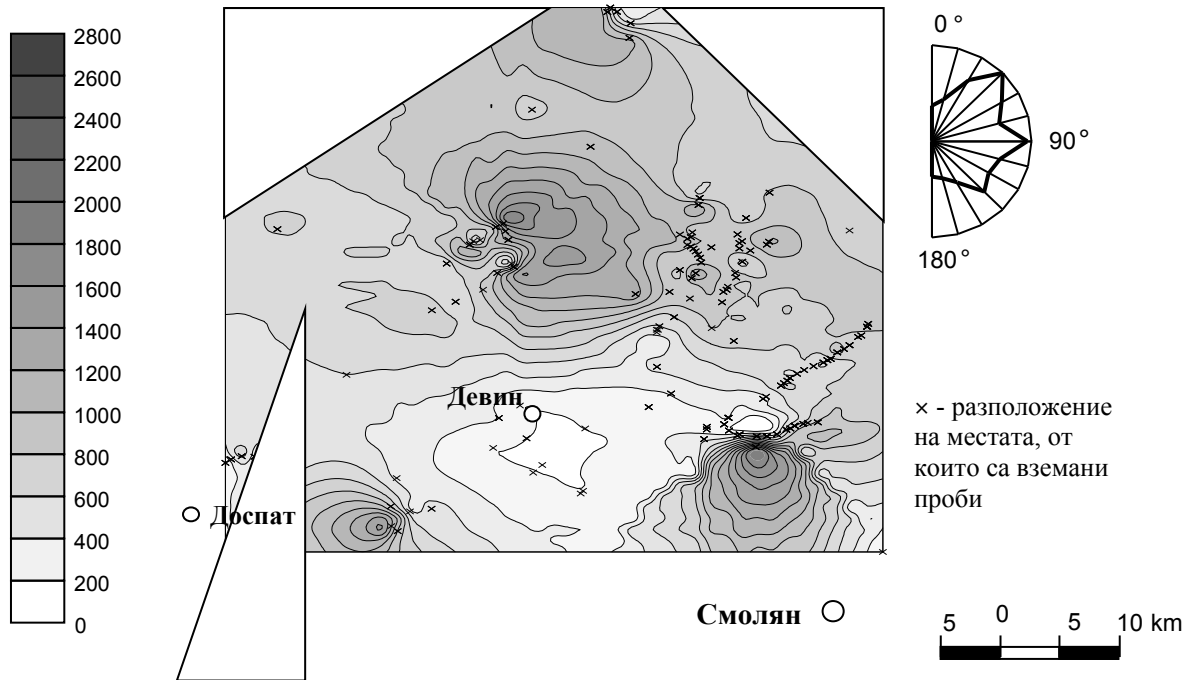 2800
2600
2400
2200
2000
1800
1600
1400
1200
1000
800
600
400
200
0
0 °
90 °
180 °
Девин
Доспат
Смолян
× - разположение
на местата, от
които са вземани
проби
5 0 5 10 km